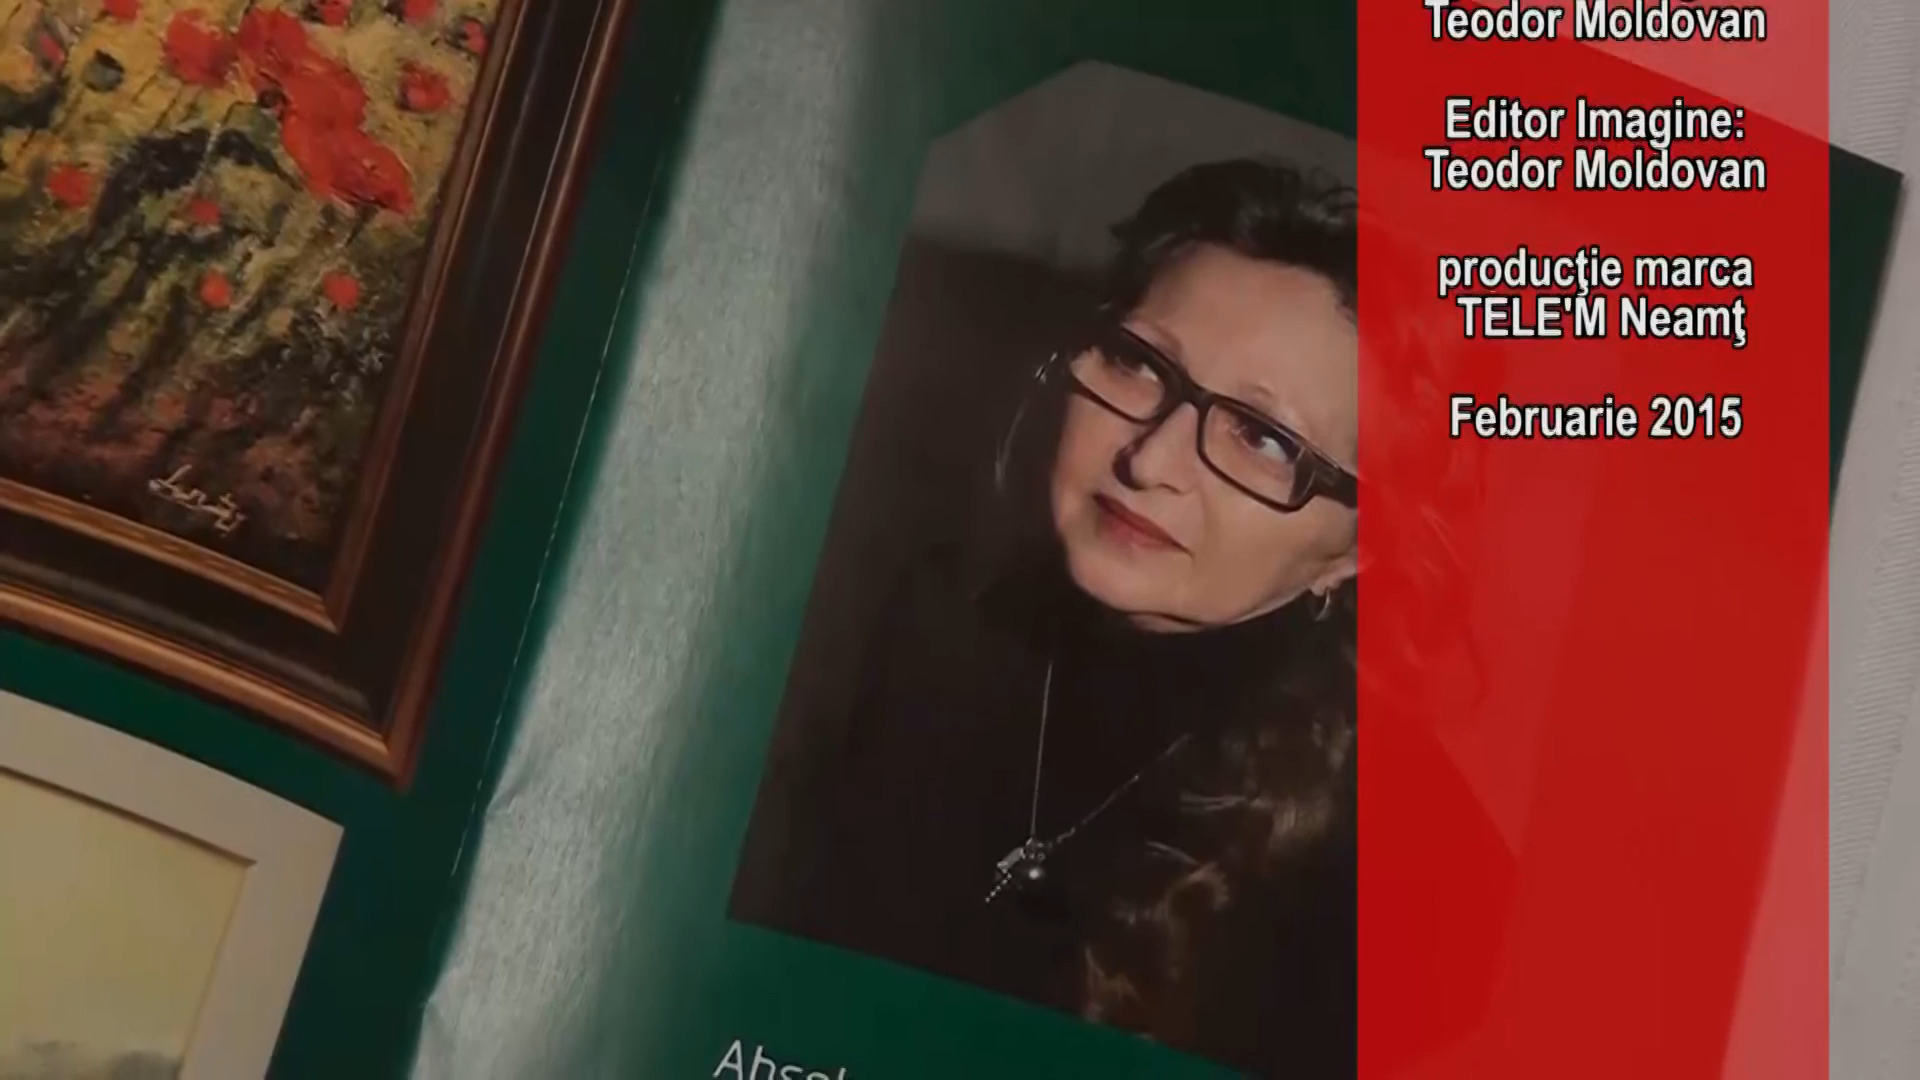 Teodor Moldovan
Editor Imagine:
Teodor Moldovan
producţie marca
TELE'M Neamţ
Februarie 2015